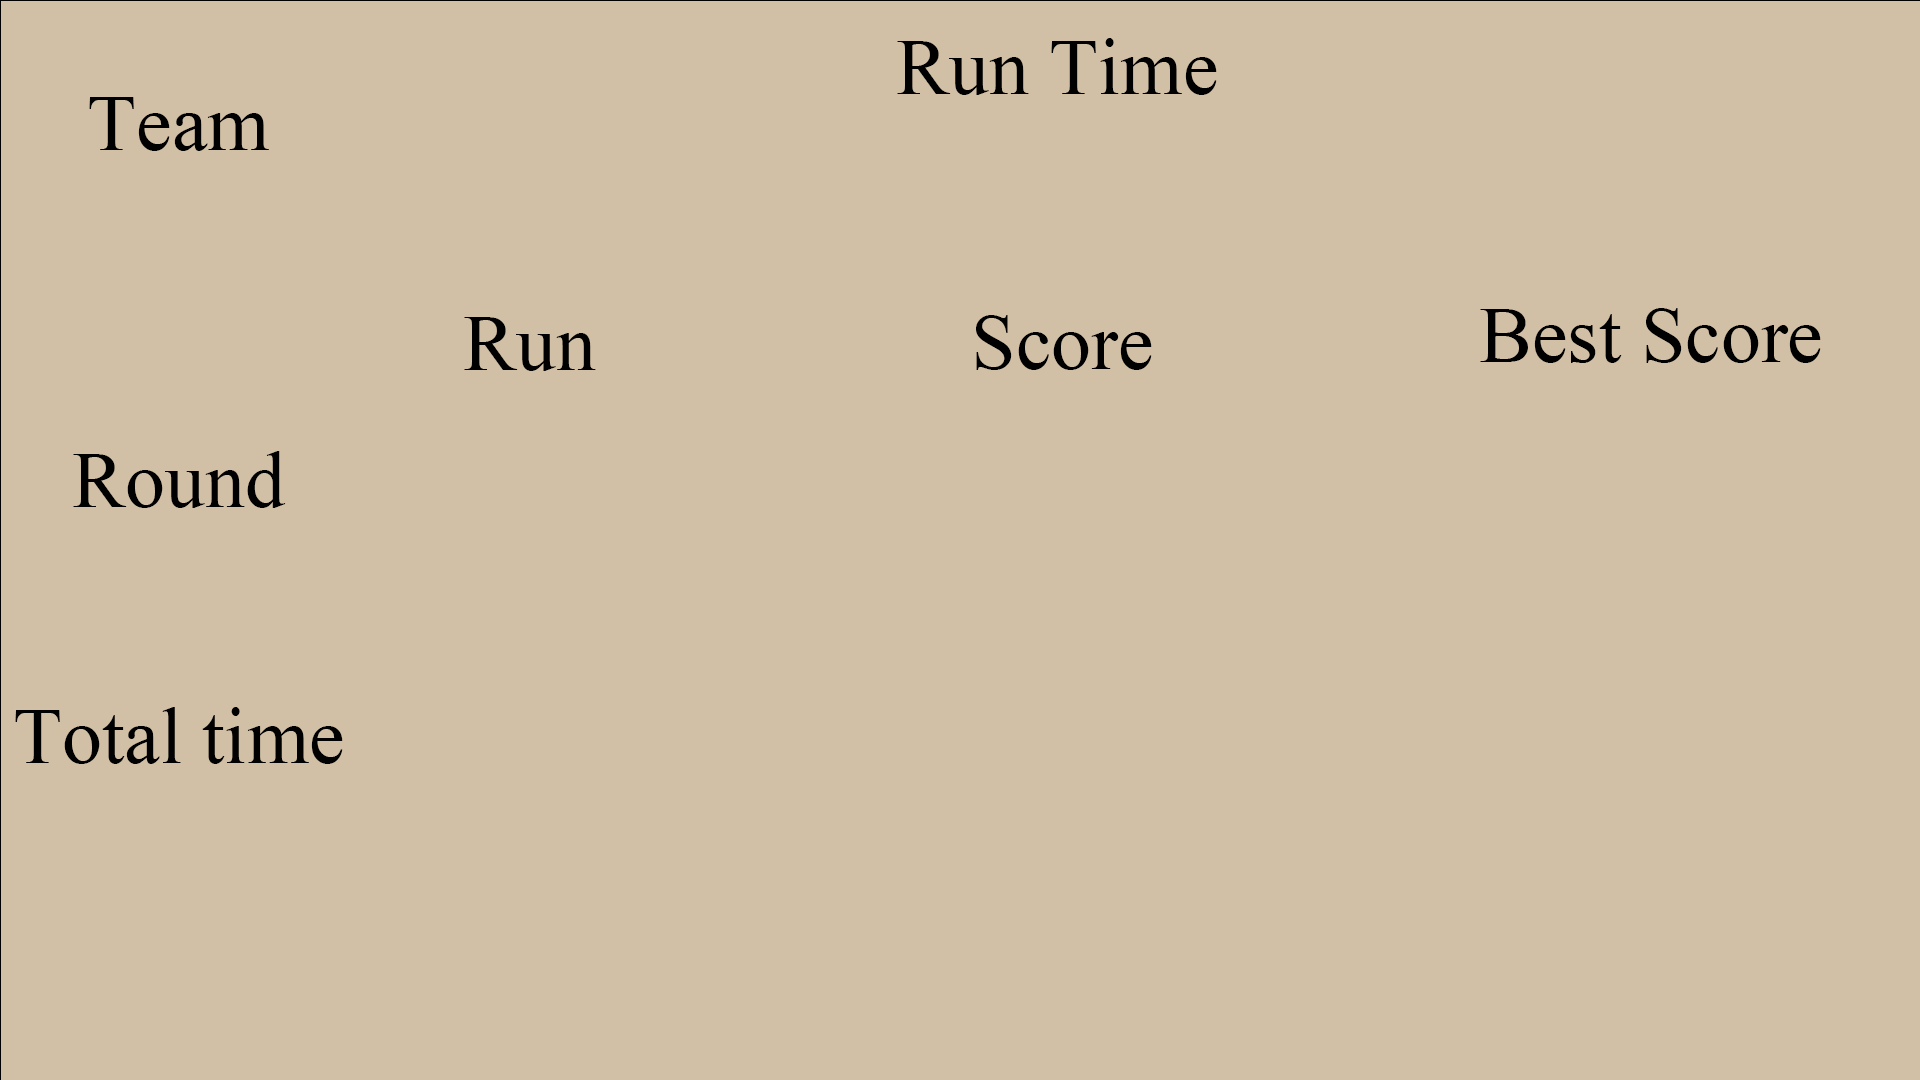 Run Time
Team
Run
Score
Best Score
Round
Total time